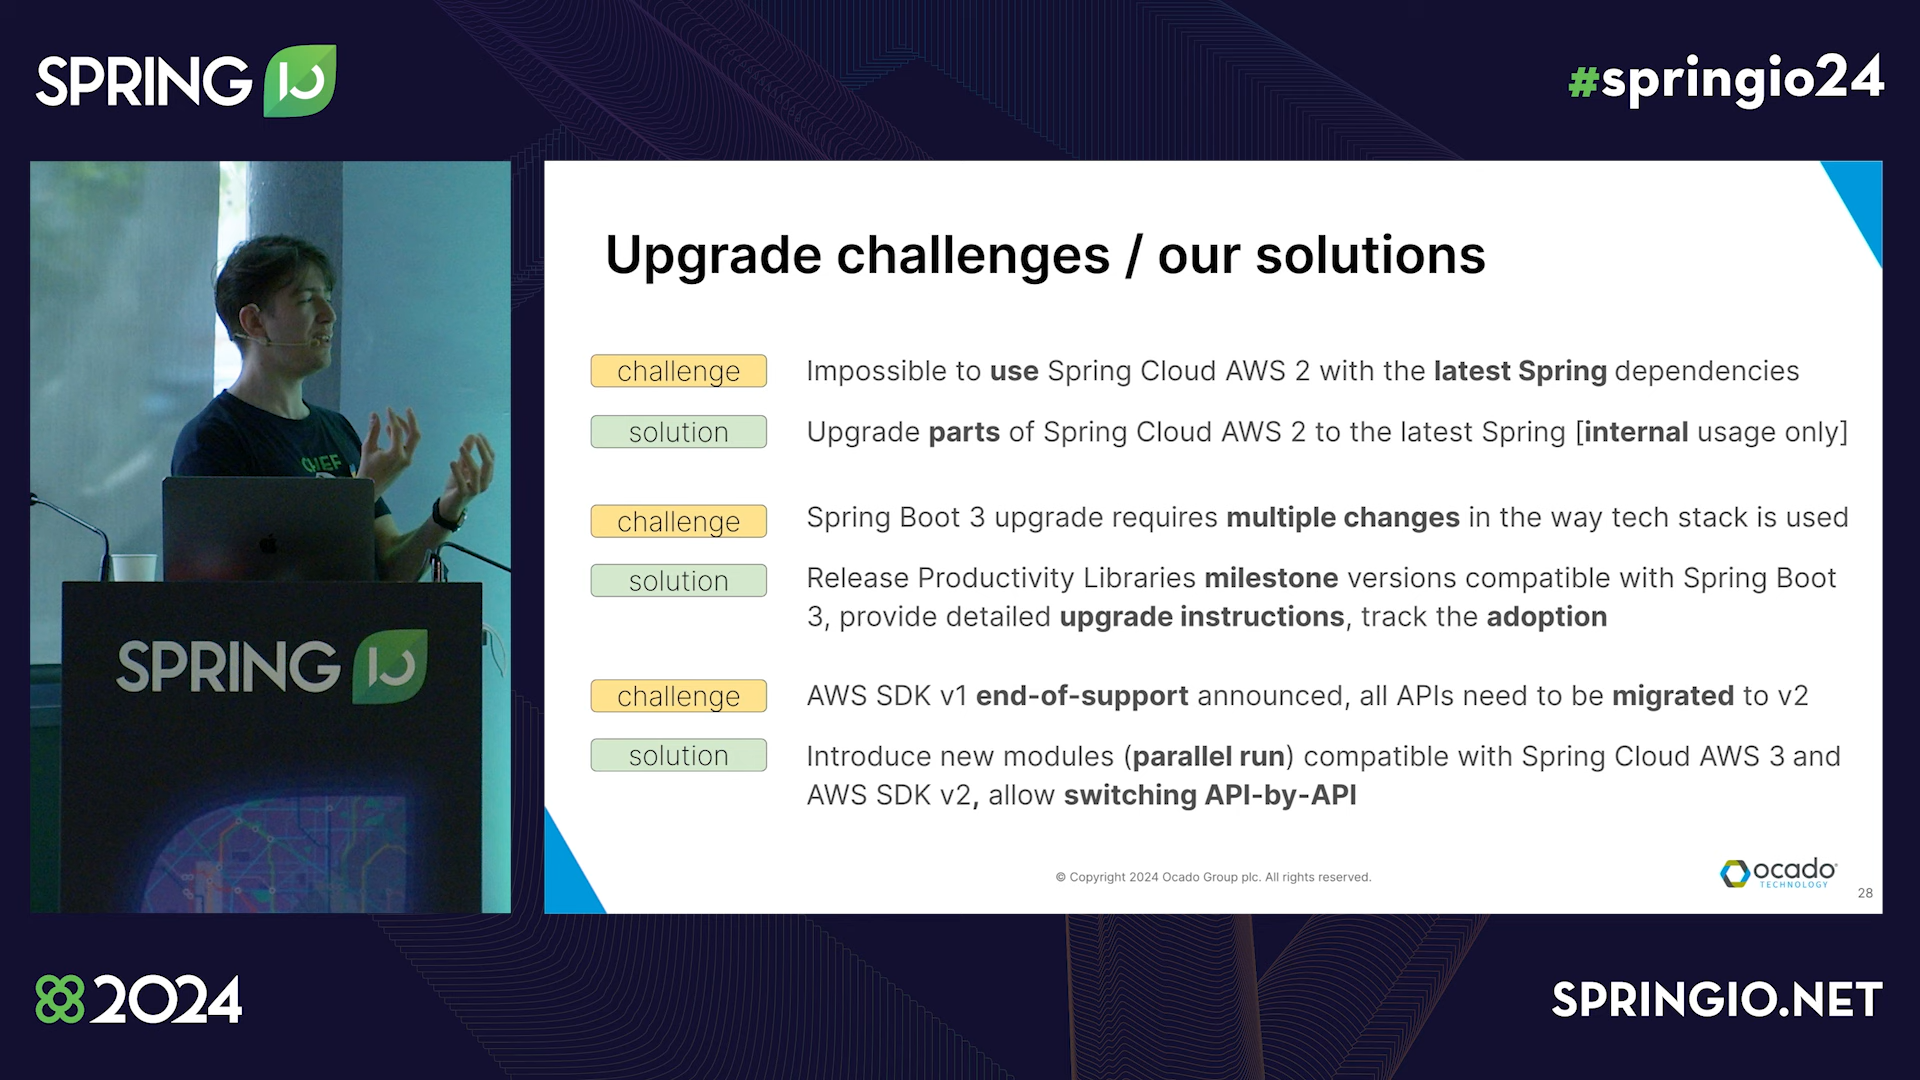 SPRING IO
#springio24
Upgrade challenges / our solutions
challenge
Impossible to use Spring Cloud AWS 2 with the latest Spring dependencies
solution
Upgrade parts of Spring Cloud AWS 2 to the latest Spring [internal usage only]
challenge
Spring Boot 3 upgrade requires multiple changes in the way tech stack is used
solution
Release Productivity Libraries milestone versions compatible with Spring Boot
3, provide detailed upgrade instructions, track the adoption
challenge
AWS SDK v1 end-of-support announced, all APIs need to be migrated to v2
solution
Introduce new modules (parallel run) compatible with Spring Cloud AWS 3 and
AWS SDK v2, allow switching API-by-API
© Copyright 2024 Ocado Group plc. All rights reserved.
ocado
TECHNOLOGY
28
CHEF
SPRING IO
2024
SPRINGIO.NET